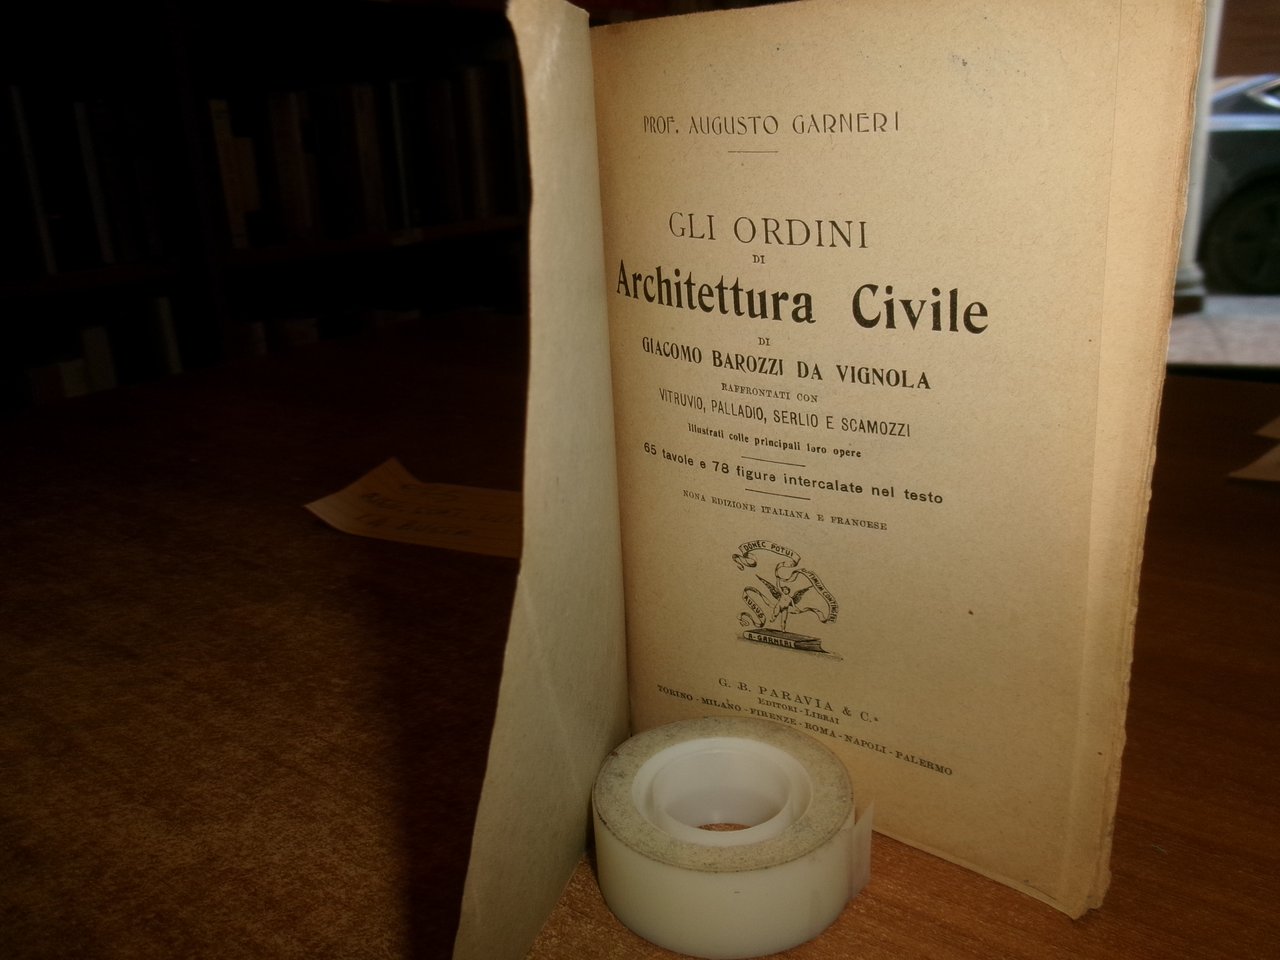 PROF. AUGUSTO GARNERI
GLI ORDINI
DI
Architettura Civile
DI
GIACOMO BAROZZI DA VIGNOLA
RAFFRONTATI CON
VITRUVIO, PALLADIO, SERLIO E SCAMOZZI
illustrati colle principali loro opere
65 tavole e 78 figure intercalate nel testo
NONA EDIZIONE ITALIANA E FRANCESE
DONEC POTUI
AUGUS
A. GARNERI
G. B. PARAVIA & C.
EDITORI-LIBRAI
TORINO - MILANO - FIRENZE - ROMA - NAPOLI - PALERMO